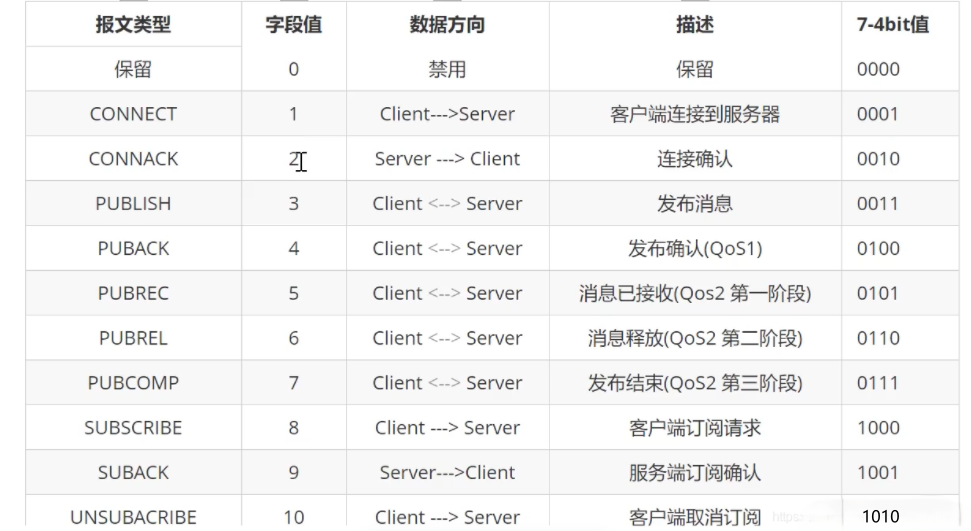 报文类型 字段值 数据方向 描述 7-4bit值
保留 0 禁用 保留 0000
CONNECT 1 Client--->Server 客户端连接到服务器 0001
CONNACK 2 Server ---> Client 连接确认 0010
PUBLISH 3 Client <--> Server 发布消息 0011
PUBACK 4 Client <--> Server 发布确认(QoS1) 0100
PUBREC 5 Client <--> Server 消息已接收(Qos2 第一阶段) 0101
PUBREL 6 Client <--> Server 消息释放(QoS2 第二阶段) 0110
PUBCOMP 7 Client <--> Server 发布结束(QoS2 第三阶段) 0111
SUBSCRIBE 8 Client ---> Server 客户端订阅请求 1000
SUBACK 9 Server--->Client 服务端订阅确认 1001
UNSUBACRIBE 10 Client ---> Server 客户端取消订阅 1010